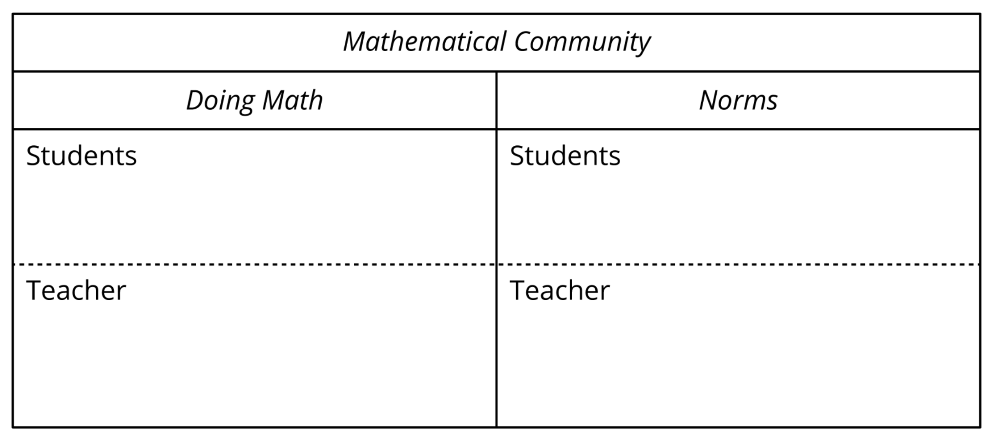 Mathematical Community
Doing Math
Norms
Students
Students
Teacher
Teacher